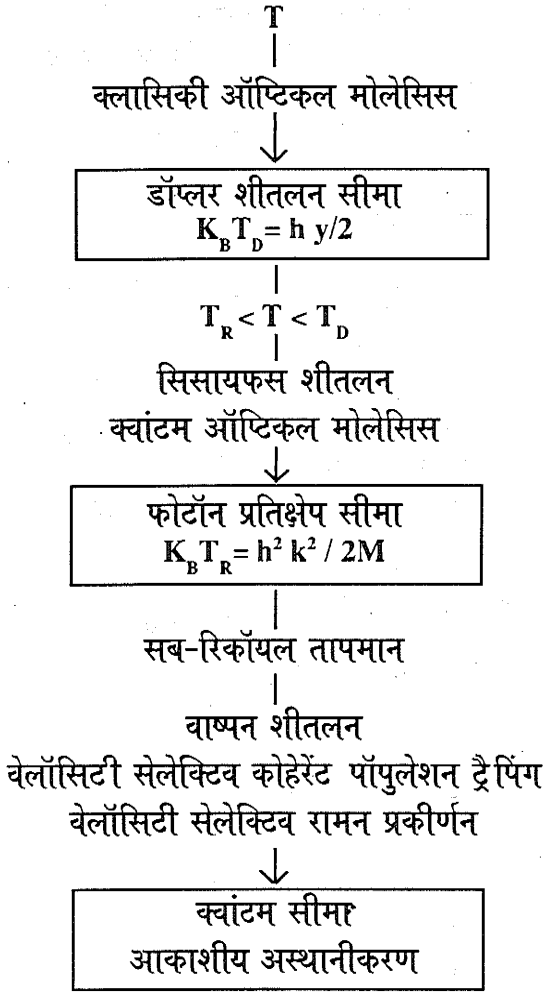 T
क्लासिकी ऑप्टिकल मोलेसिस
डॉप्लर शीतलन सीमा
K_B T_D = h y/2
T_R < T < T_D
सिसायफस शीतलन
क्वांटम ऑप्टिकल मोलेसिस
फोटॉन प्रतिक्षेप सीमा
K_B T_R = h² k² / 2M
सब-रिकॉयल तापमान
वाष्पन शीतलन
वेलॉसिटी सेलेक्टिव कोहेरेंट पॉपुलेशन ट्रैपिंग
वेलॉसिटी सेलेक्टिव रामन प्रकीर्णन
क्वांटम सीमा
आकाशीय अस्थानीकरण